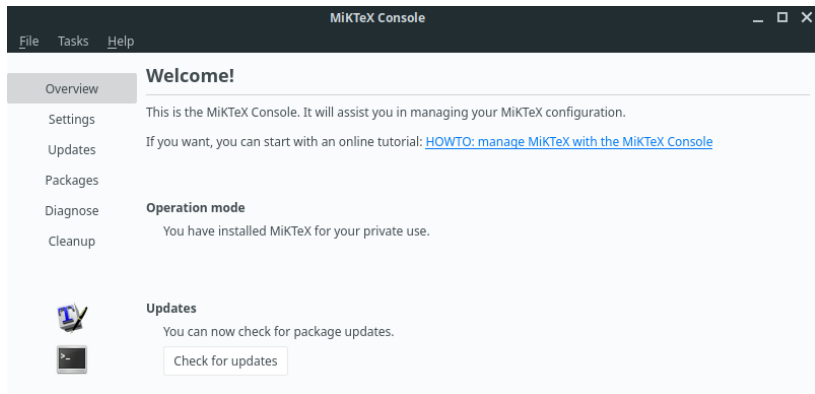 MiKTeX Console
File Tasks Help
Overview
Settings
Updates
Packages
Diagnose
Cleanup
Welcome!
This is the MiKTeX Console. It will assist you in managing your MiKTeX configuration.
If you want, you can start with an online tutorial: HOWTO: manage MiKTeX with the MiKTeX Console
Operation mode
You have installed MiKTeX for your private use.
Updates
You can now check for package updates.
Check for updates